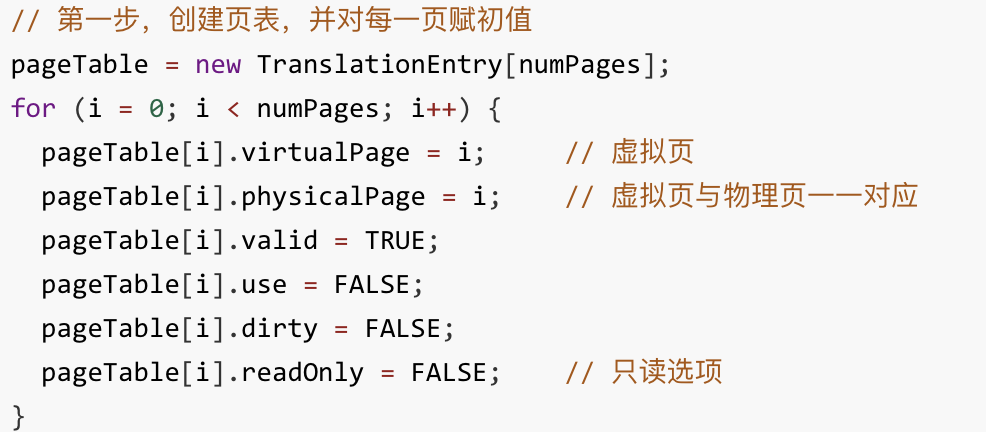 // 第一步，创建页表，并对每一页赋初值
pageTable = new TranslationEntry[numPages];
for (i = 0; i < numPages; i++) {
  pageTable[i].virtualPage = i;     // 虚拟页
  pageTable[i].physicalPage = i;    // 虚拟页与物理页一一对应
  pageTable[i].valid = TRUE;
  pageTable[i].use = FALSE;
  pageTable[i].dirty = FALSE;
  pageTable[i].readOnly = FALSE;    // 只读选项
}